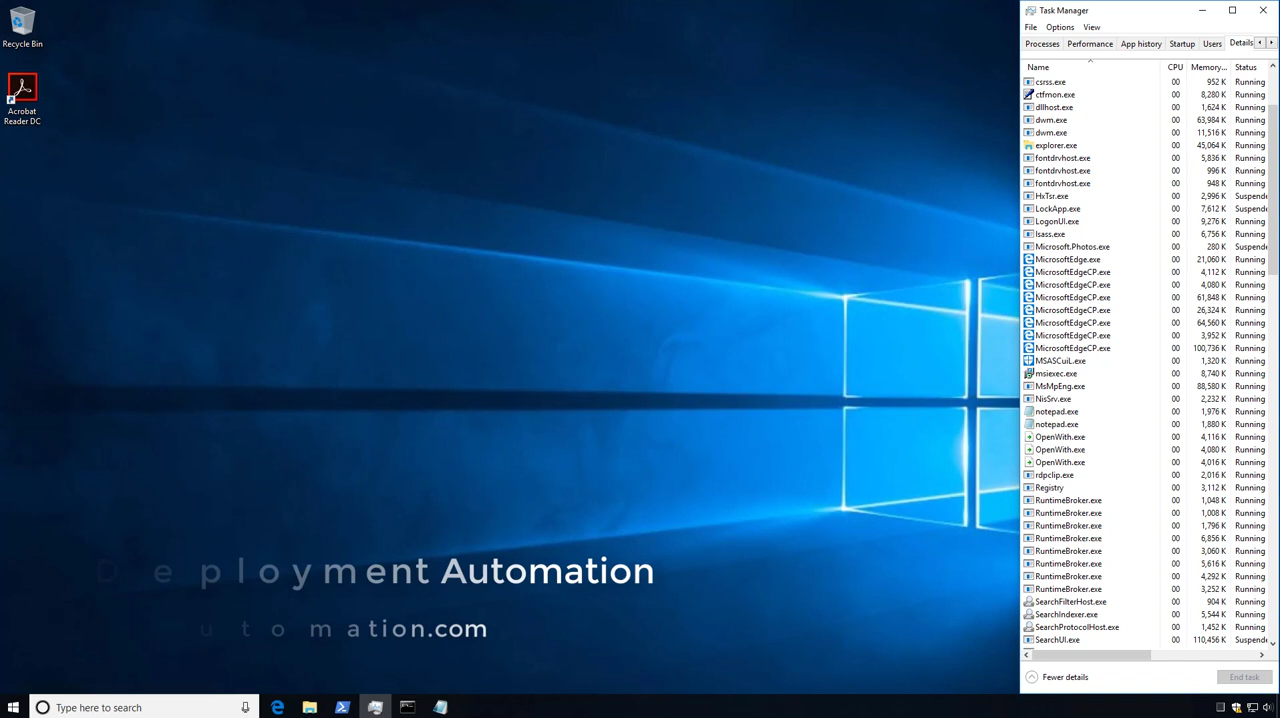 Recycle Bin
Acrobat
Reader DC
Deployment Automation
utomation.com
Type here to search
Task Manager
File Options View
Processes Performance App history Startup Users Details
Name CPU Memory... Status
csrss.exe 00 952 K Running
ctfmon.exe 00 8,280 K Running
dllhost.exe 00 1,624 K Running
dwm.exe 00 63,984 K Running
dwm.exe 00 11,516 K Running
explorer.exe 00 45,064 K Running
fontdrvhost.exe 00 5,836 K Running
fontdrvhost.exe 00 996 K Running
fontdrvhost.exe 00 948 K Running
HxTsr.exe 00 2,996 K Suspende
LockApp.exe 00 7,612 K Running
LogonUI.exe 00 9,276 K Running
lsass.exe 00 6,756 K Running
Microsoft.Photos.exe 00 280 K Suspende
MicrosoftEdge.exe 00 21,060 K Running
MicrosoftEdgeCP.exe 00 4,112 K Running
MicrosoftEdgeCP.exe 00 4,080 K Running
MicrosoftEdgeCP.exe 00 61,848 K Running
MicrosoftEdgeCP.exe 00 26,324 K Running
MicrosoftEdgeCP.exe 00 64,560 K Running
MicrosoftEdgeCP.exe 00 3,952 K Running
MicrosoftEdgeCP.exe 00 100,736 K Running
MSASCuiL.exe 00 1,320 K Running
msiexec.exe 00 8,740 K Running
MsMpEng.exe 00 88,580 K Running
NisSrv.exe 00 2,232 K Running
notepad.exe 00 1,976 K Running
notepad.exe 00 1,880 K Running
OpenWith.exe 00 4,116 K Running
OpenWith.exe 00 4,080 K Running
OpenWith.exe 00 4,016 K Running
rdpclip.exe 00 2,016 K Running
Registry 00 3,112 K Running
RuntimeBroker.exe 00 1,048 K Running
RuntimeBroker.exe 00 1,008 K Running
RuntimeBroker.exe 00 1,796 K Running
RuntimeBroker.exe 00 6,856 K Running
RuntimeBroker.exe 00 3,060 K Running
RuntimeBroker.exe 00 5,616 K Running
RuntimeBroker.exe 00 4,292 K Running
RuntimeBroker.exe 00 3,252 K Running
SearchFilterHost.exe 00 904 K Running
SearchIndexer.exe 00 5,544 K Running
SearchProtocolHost.exe 00 1,452 K Running
SearchUI.exe 00 110,456 K Suspende
Fewer details End task